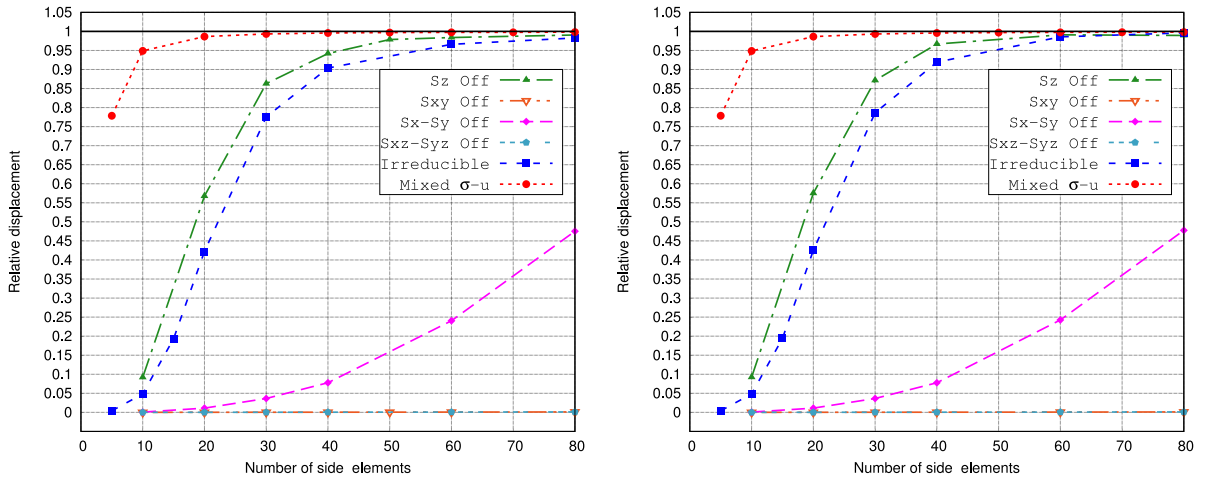 1.05
1
0.95
0.9
0.85
0.8
0.75
0.7
0.65
0.6
0.55
0.5
0.45
0.4
0.35
0.3
0.25
0.2
0.15
0.1
0.05
0
Relative displacement
0 10 20 30 40 50 60 70 80
Number of side elements
Sz Off
Sxy Off
Sx-Sy Off
Sxz-Syz Off
Irreducible
Mixed σ-u
1.05
1
0.95
0.9
0.85
0.8
0.75
0.7
0.65
0.6
0.55
0.5
0.45
0.4
0.35
0.3
0.25
0.2
0.15
0.1
0.05
0
Relative displacement
0 10 20 30 40 50 60 70 80
Number of side elements
Sz Off
Sxy Off
Sx-Sy Off
Sxz-Syz Off
Irreducible
Mixed σ-u